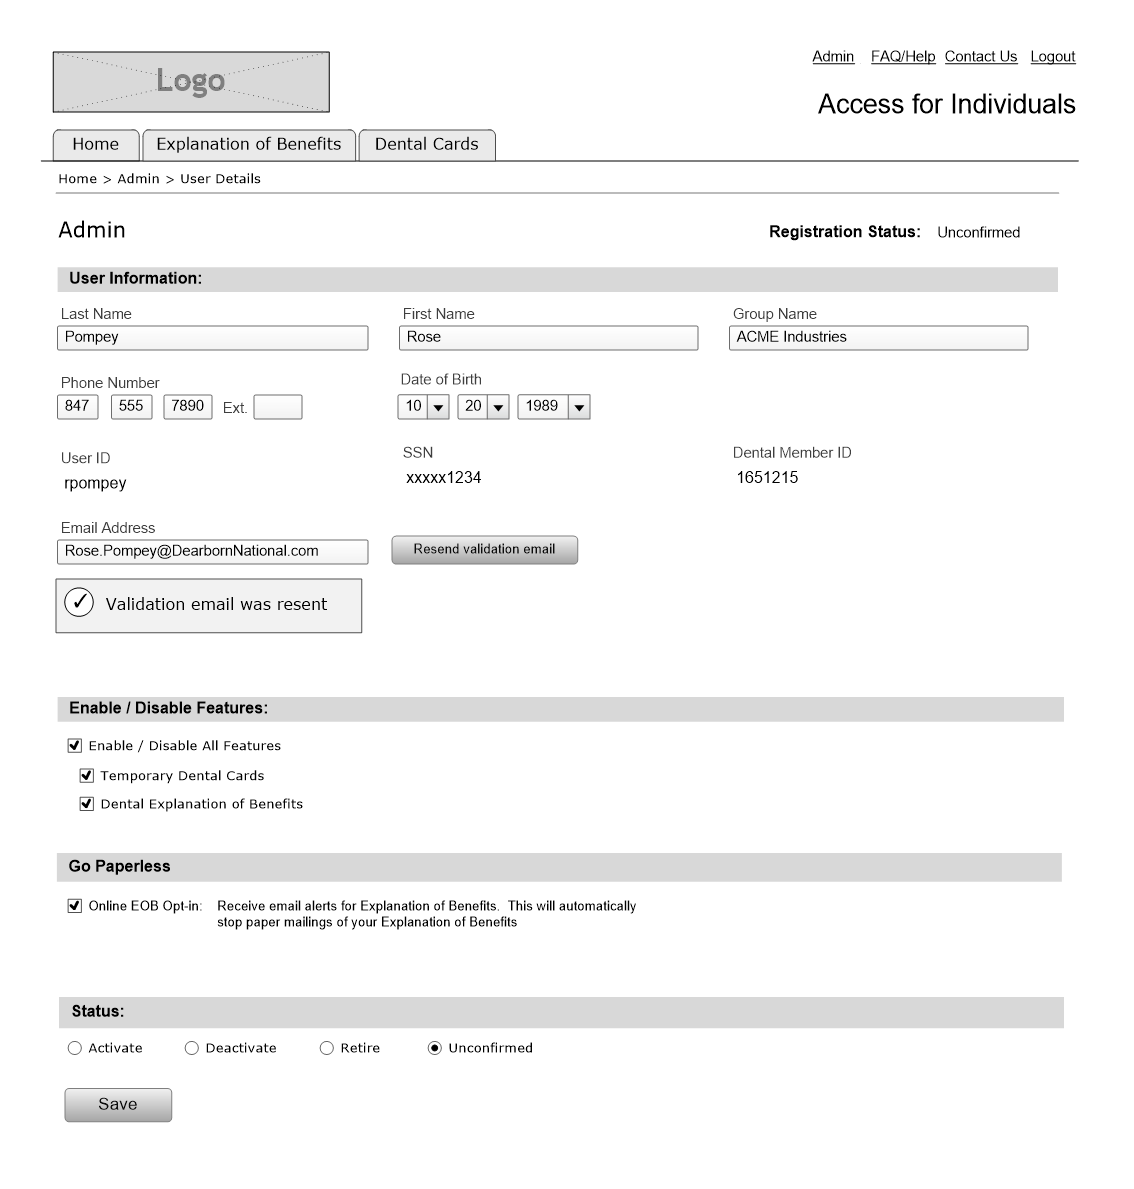 Admin FAQ/Help Contact Us Logout
Logo
Access for Individuals
Home Explanation of Benefits Dental Cards
Home > Admin > User Details
Admin
Registration Status: Unconfirmed
User Information:
Last Name First Name Group Name
Pompey Rose ACME Industries
Phone Number Date of Birth
847 555 7890 Ext. 10 20 1989
User ID SSN Dental Member ID
rpompey xxxxx1234 1651215
Email Address
Rose.Pompey@DearbornNational.com Resend validation email
Validation email was resent
Enable / Disable Features:
Enable / Disable All Features
Temporary Dental Cards
Dental Explanation of Benefits
Go Paperless
Online EOB Opt-in: Receive email alerts for Explanation of Benefits. This will automatically
stop paper mailings of your Explanation of Benefits
Status:
Activate Deactivate Retire Unconfirmed
Save